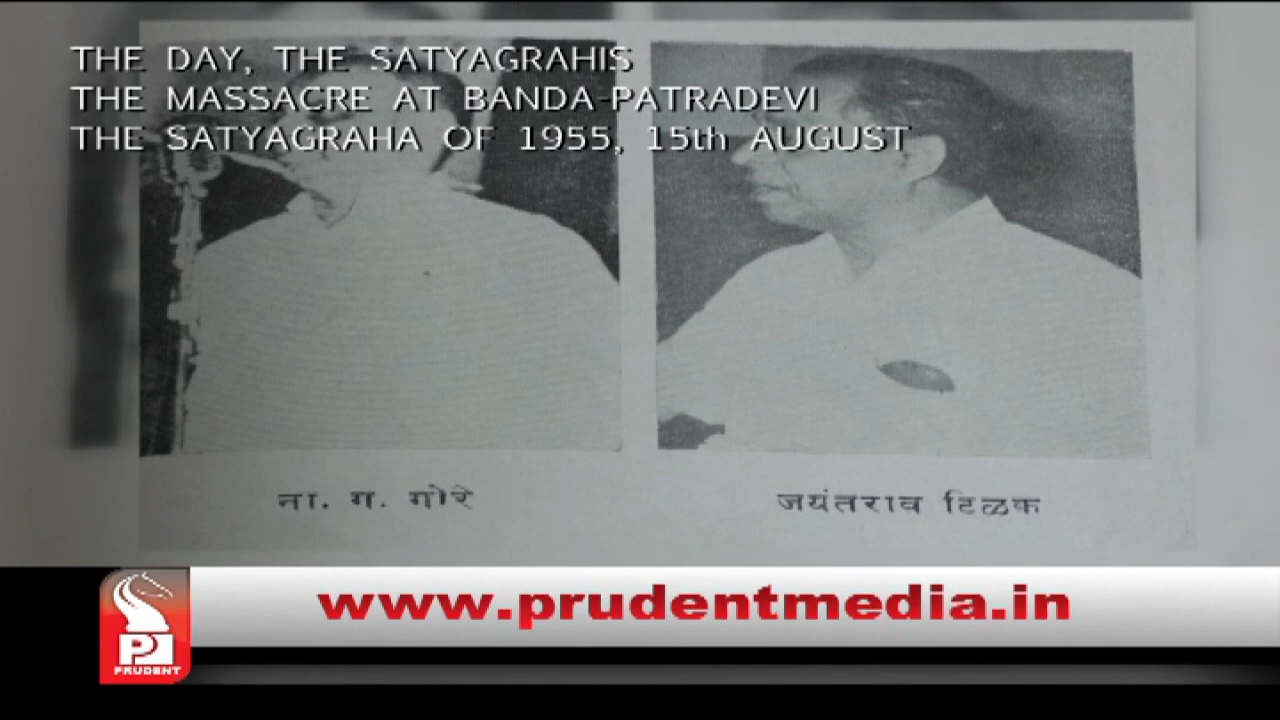 THE DAY, THE SATYAGRAHIS
THE MASSACRE AT BANDA-PATRADEVI
THE SATYAGRAHA OF 1955, 15th AUGUST
ना. ग. गोरे
जयंतराव टिळक
www.prudentmedia.in
P
PRUDENT